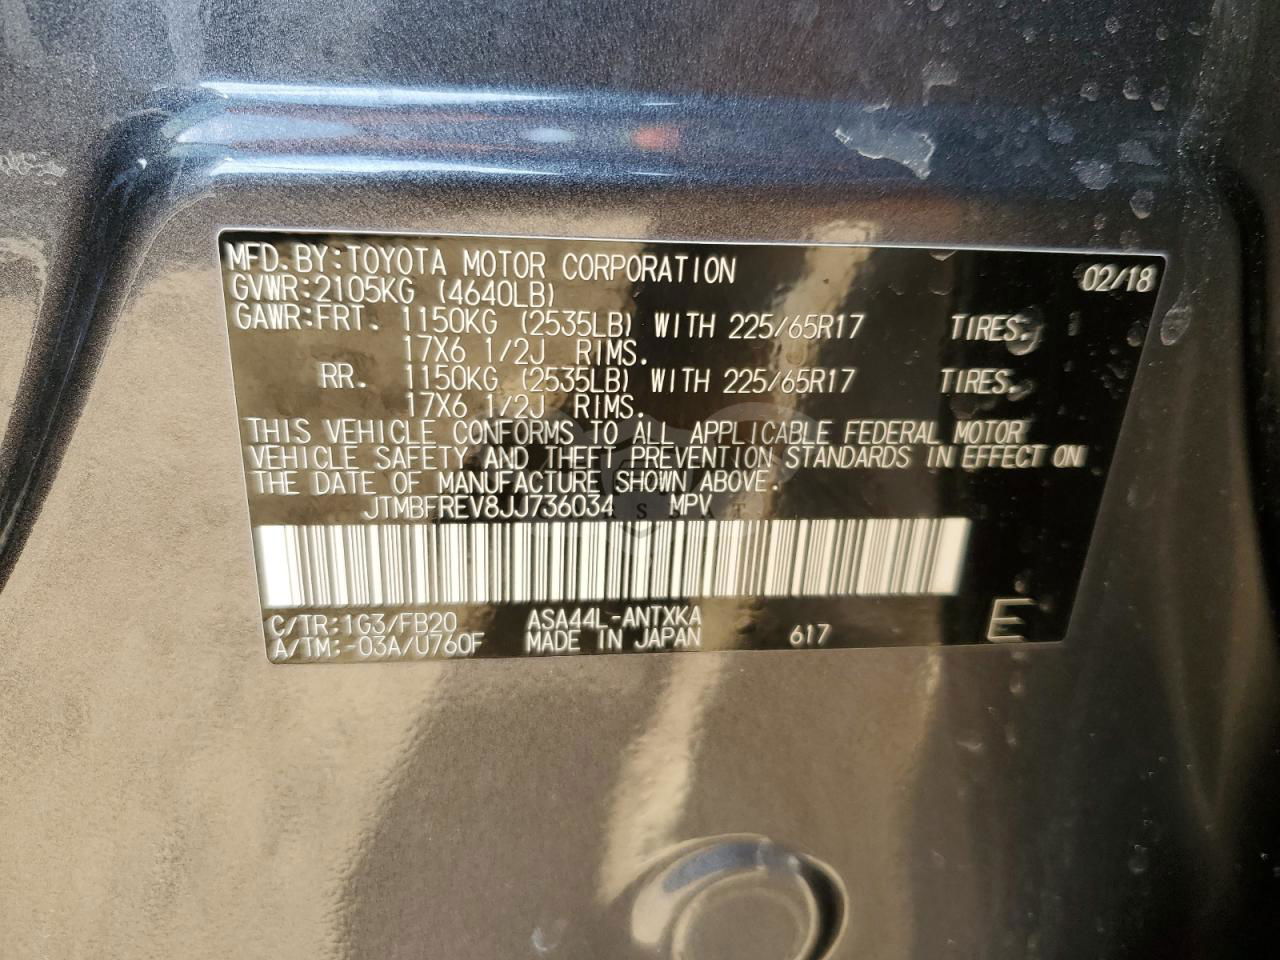 MFD. BY: TOYOTA MOTOR CORPORATION 02/18
GVWR: 2105KG (4640LB)
GAWR: FRT. 1150KG (2535LB) WITH 225/65R17 TIRES.
17X6 1/2J RIMS.
RR. 1150KG (2535LB) WITH 225/65R17 TIRES.
17X6 1/2J RIMS.
THIS VEHICLE CONFORMS TO ALL APPLICABLE FEDERAL MOTOR
VEHICLE SAFETY AND THEFT PREVENTION STANDARDS IN EFFECT ON
THE DATE OF MANUFACTURE SHOWN ABOVE.
JTMBFREV8JJ736034 MPV
C/TR: 1G3/FB20 ASA44L-ANTXKA
A/TM: -03A/U760F MADE IN JAPAN 617 E